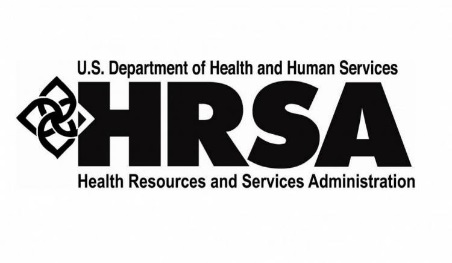 U.S. Department of Health and Human Services
HRSA
Health Resources and Services Administration